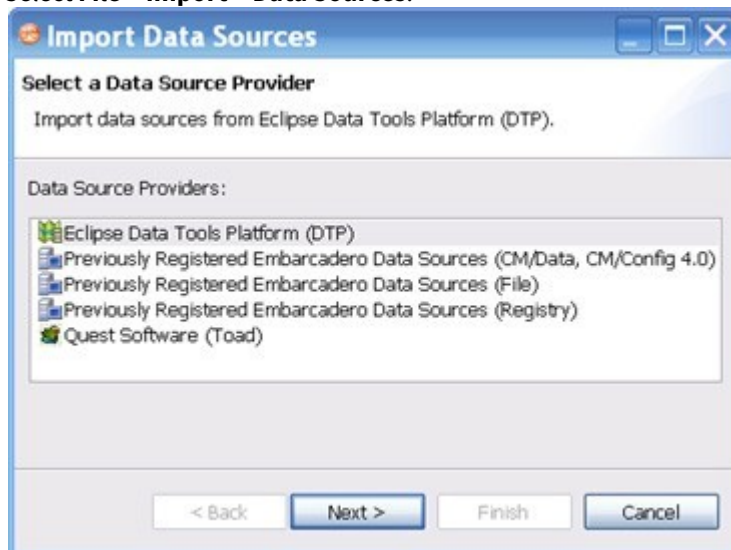 Import Data Sources
Select a Data Source Provider
Import data sources from Eclipse Data Tools Platform (DTP).
Data Source Providers:
Eclipse Data Tools Platform (DTP)
Previously Registered Embarcadero Data Sources (CM/Data, CM/Config 4.0)
Previously Registered Embarcadero Data Sources (File)
Previously Registered Embarcadero Data Sources (Registry)
Quest Software (Toad)
< Back Next > Finish Cancel